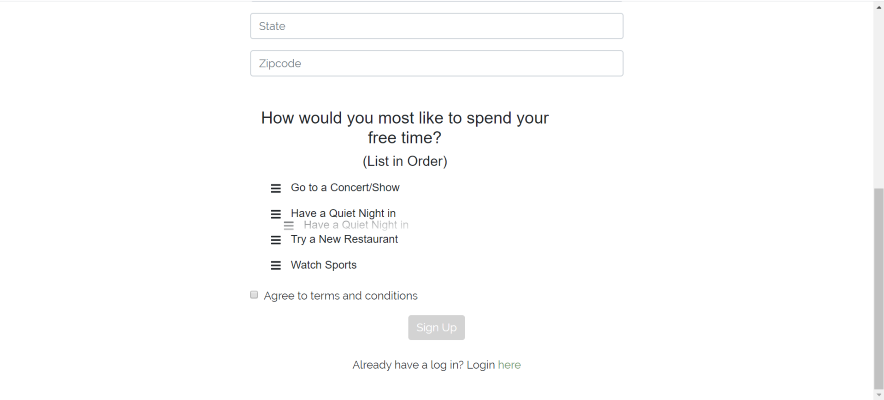 State
Zipcode
How would you most like to spend your
free time?
(List in Order)
Go to a Concert/Show
Have a Quiet Night in
Have a Quiet Night in
Try a New Restaurant
Watch Sports
Agree to terms and conditions
Sign Up
Already have a log in? Login here